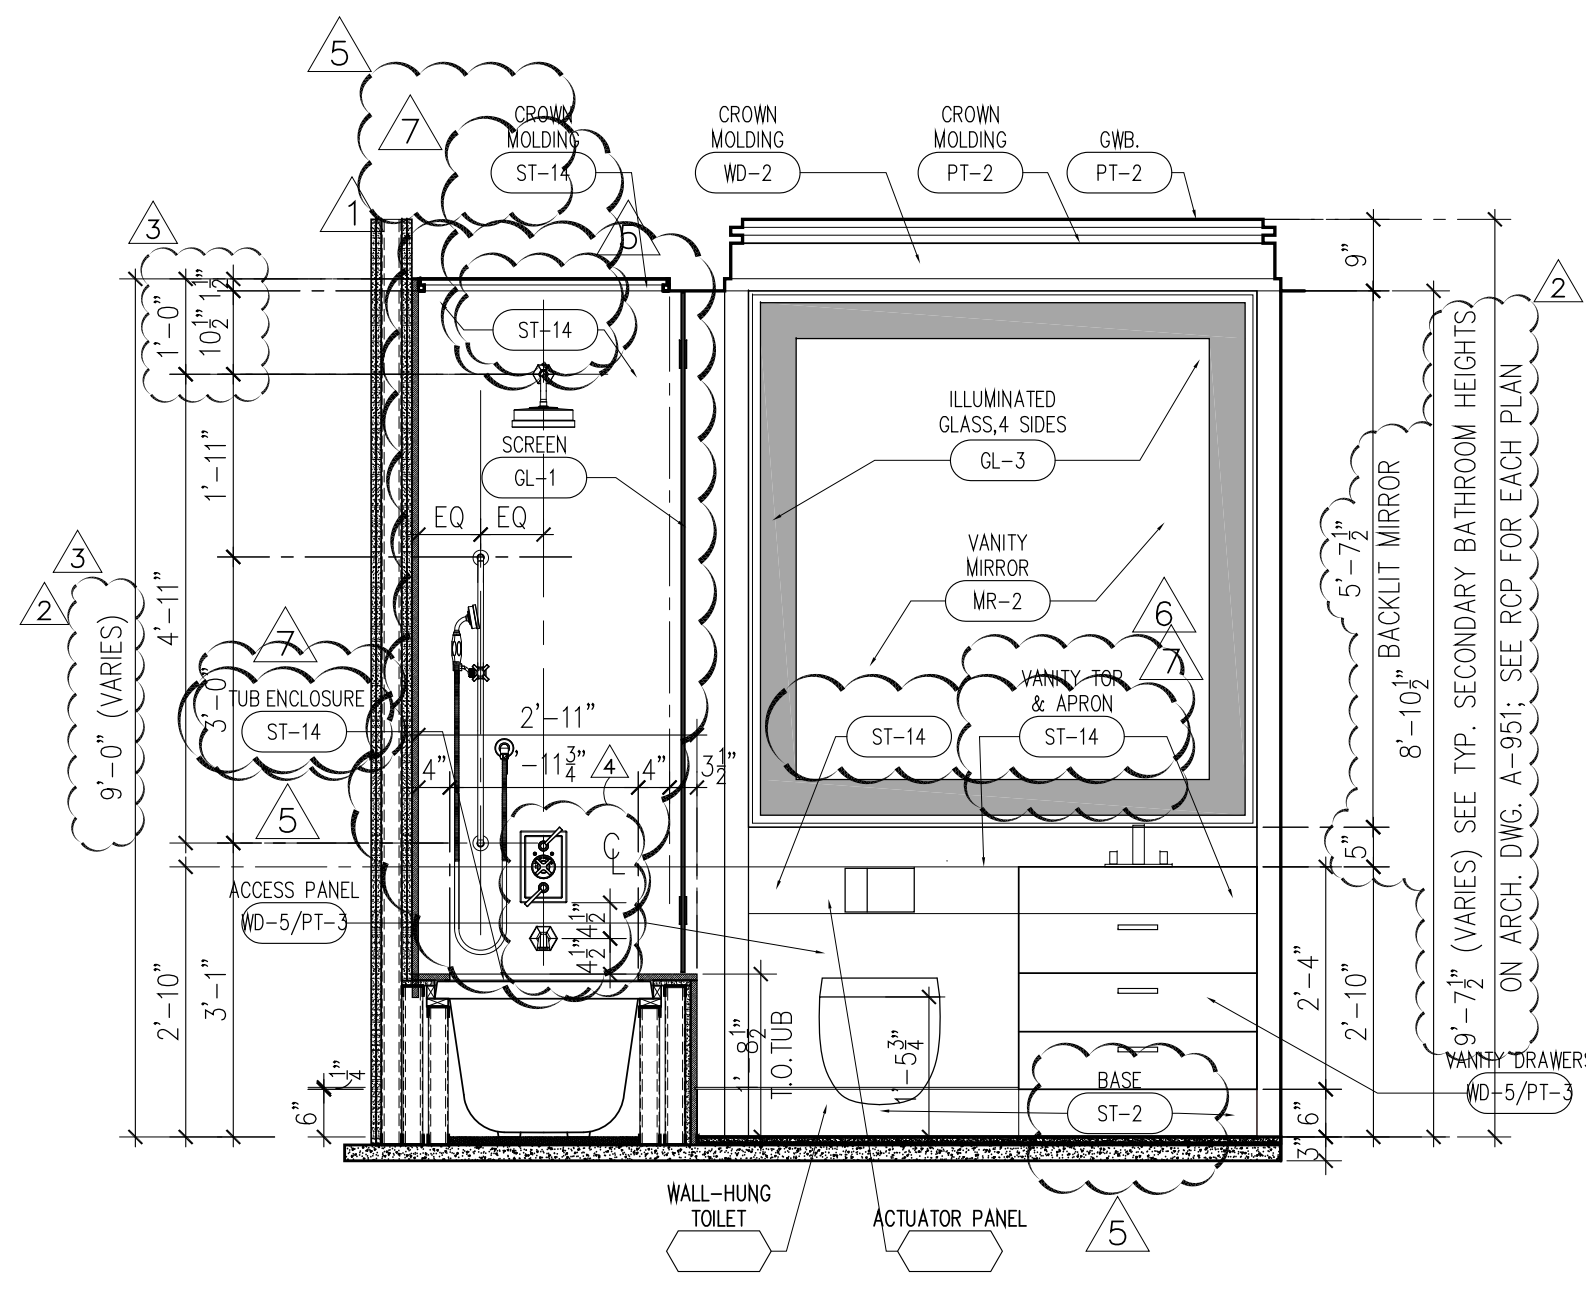 5
7
CROWN
MOLDING
ST-14
CROWN
MOLDING
WD-2
CROWN
MOLDING
PT-2
GWB.
PT-2
1
3
1'-0"
10½"
1½"
ST-14
9"
2
ILLUMINATED
GLASS,4 SIDES
GL-3
SCREEN
GL-1
1'-11"
EQ
EQ
VANITY
MIRROR
MR-2
3
2
9'-0" (VARIES)
4'-11"
3'-0"
7
TUB ENCLOSURE
ST-14
5
2'-11"
4"
'-11¾"
4
4"
3½"
6
7
VANITY TOP
& APRON
ST-14
ST-14
5'-7½"
BACKLIT MIRROR
8'-10½"
9'-7½" (VARIES) SEE TYP. SECONDARY BATHROOM HEIGHTS
ON ARCH. DWG. A-951; SEE RCP FOR EACH PLAN
5"
CL
4½"
4½"
ACCESS PANEL
WD-5/PT-3
2'-10"
3'-1"
1¼"
6"
1'-8½"
T.O.TUB
1'-5¾"
BASE
ST-2
5
2'-4"
2'-10"
6"
3"
VANITY DRAWERS
WD-5/PT-3
WALL-HUNG
TOILET
ACTUATOR PANEL